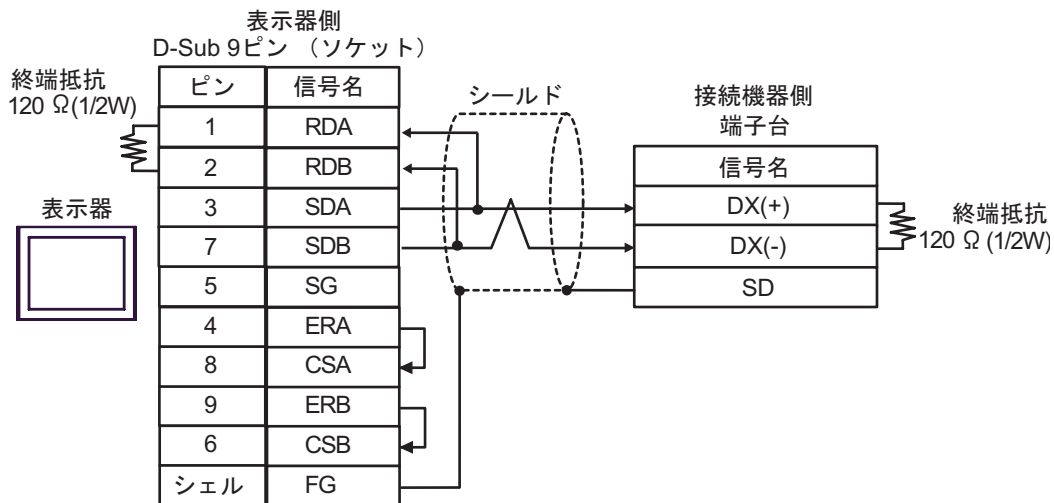 表示器側
D-Sub 9ピン （ソケット）
終端抵抗
120 Ω(1/2W)
ピン 信号名
1 RDA
2 RDB
3 SDA
7 SDB
5 SG
4 ERA
8 CSA
9 ERB
6 CSB
シェル FG
表示器
シールド
接続機器側
端子台
信号名
DX(+)
DX(-)
SD
終端抵抗
120 Ω (1/2W)